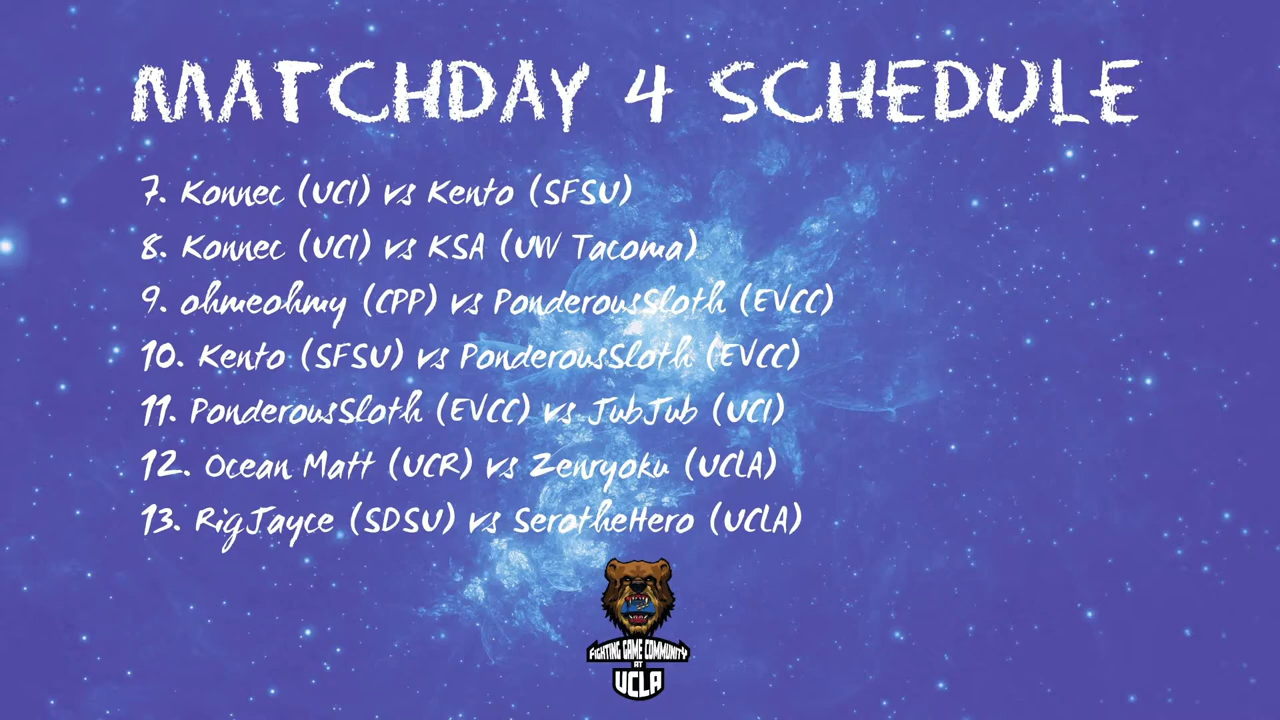 MATCHDAY 4 SCHEDULE
7. Konnec (UCI) vs Kento (SFSU)
8. Konnec (UCI) vs KSA (UW Tacoma)
9. ohmeohmy (CPP) vs PonderousSloth (EVCC)
10. Kento (SFSU) vs PonderousSloth (EVCC)
11. PonderousSloth (EVCC) vs JubJub (UCI)
12. Ocean Matt (UCR) vs Zenryoku (UCLA)
13. RigJayce (SDSU) vs SerotheHero (UCLA)
FIGHTING GAME COMMUNITY
AT
UCLA